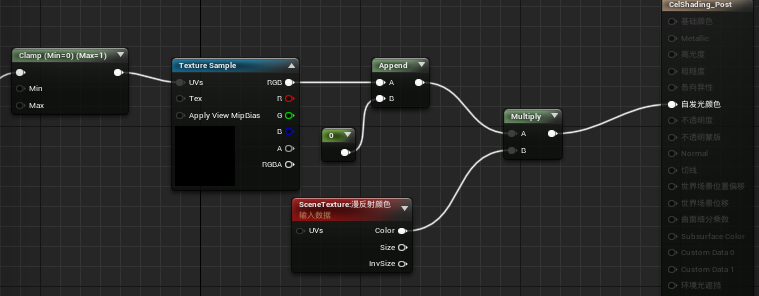 CelShading_Post
基础颜色
Metallic
高光度
粗糙度
各向异性
自发光颜色
不透明度
不透明蒙版
Normal
切线
世界场景位置偏移
世界场景位移
曲面细分乘数
Subsurface Color
Custom Data 0
Custom Data 1
环境光遮挡
Clamp (Min=0) (Max=1)
Min
Max
Texture Sample
UVs RGB
Tex R
Apply View MipBias G
B
A
RGBA
Append
A
B
0
Multiply
A
B
SceneTexture:漫反射颜色
输入数据
UVs Color
Size
InvSize